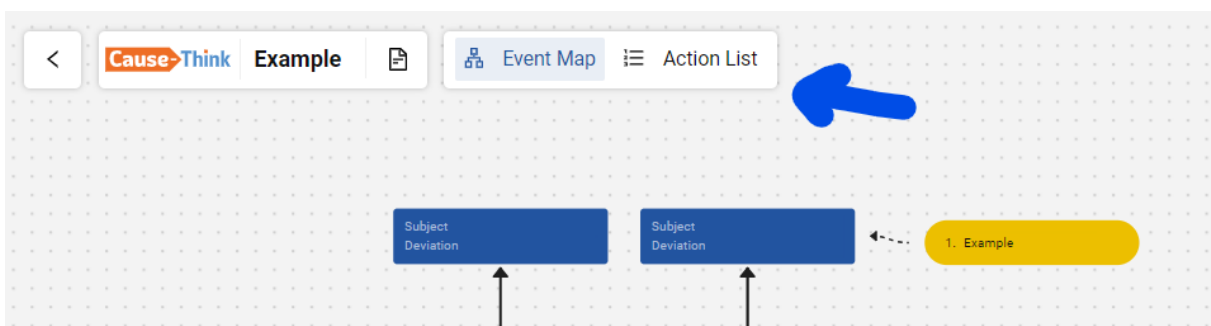 Cause>Think Example Event Map Action List
Subject
Deviation
Subject
Deviation
1. Example